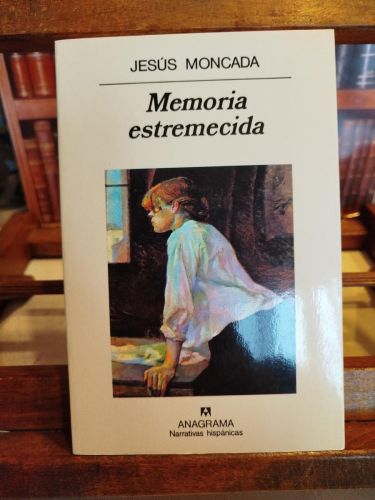 JESÚS MONCADA
Memoria
estremecida
ANAGRAMA
Narrativas hispánicas